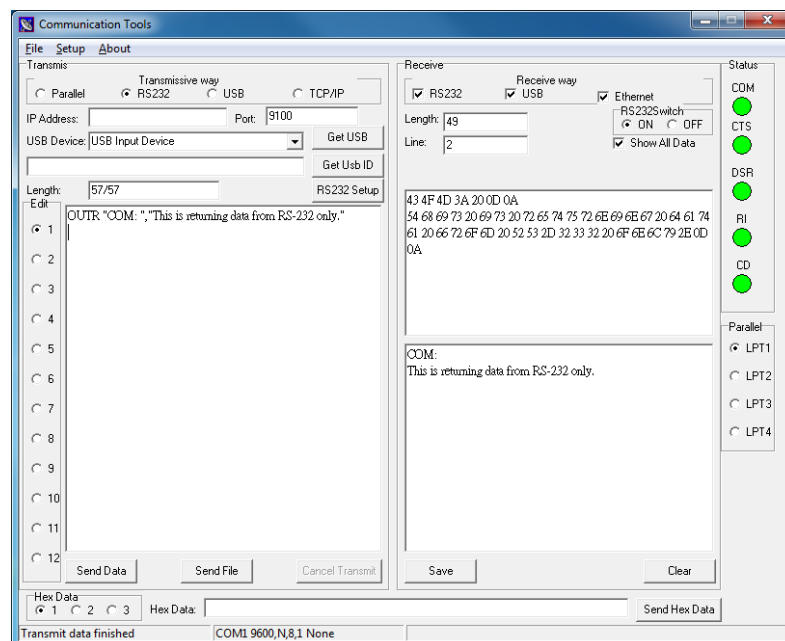 Communication Tools
File Setup About
Transmis
Transmissive way
Parallel RS232 USB TCP/IP
IP Address: Port: 9100
USB Device: USB Input Device Get USB
Get Usb ID
Length: 57/57 RS232 Setup
Edit
1
2
3
4
5
6
7
8
9
10
11
12
OUTR "COM: ","This is returning data from RS-232 only."
Send Data Send File Cancel Transmit
Receive
Receive way
RS232 USB Ethernet
Length: 49
RS232Switch
ON OFF
Line: 2
Show All Data
43 4F 4D 3A 20 0D 0A
54 68 69 73 20 69 73 20 72 65 74 75 72 6E 69 6E 67 20 64 61 74
61 20 66 72 6F 6D 20 52 53 2D 32 33 32 20 6F 6E 6C 79 2E 0D
0A
COM:
This is returning data from RS-232 only.
Save Clear
Status
COM
CTS
DSR
RI
CD
Parallel
LPT1
LPT2
LPT3
LPT4
Hex Data
1 2 3
Hex Data: Send Hex Data
Transmit data finished COM1 9600,N,8,1 None